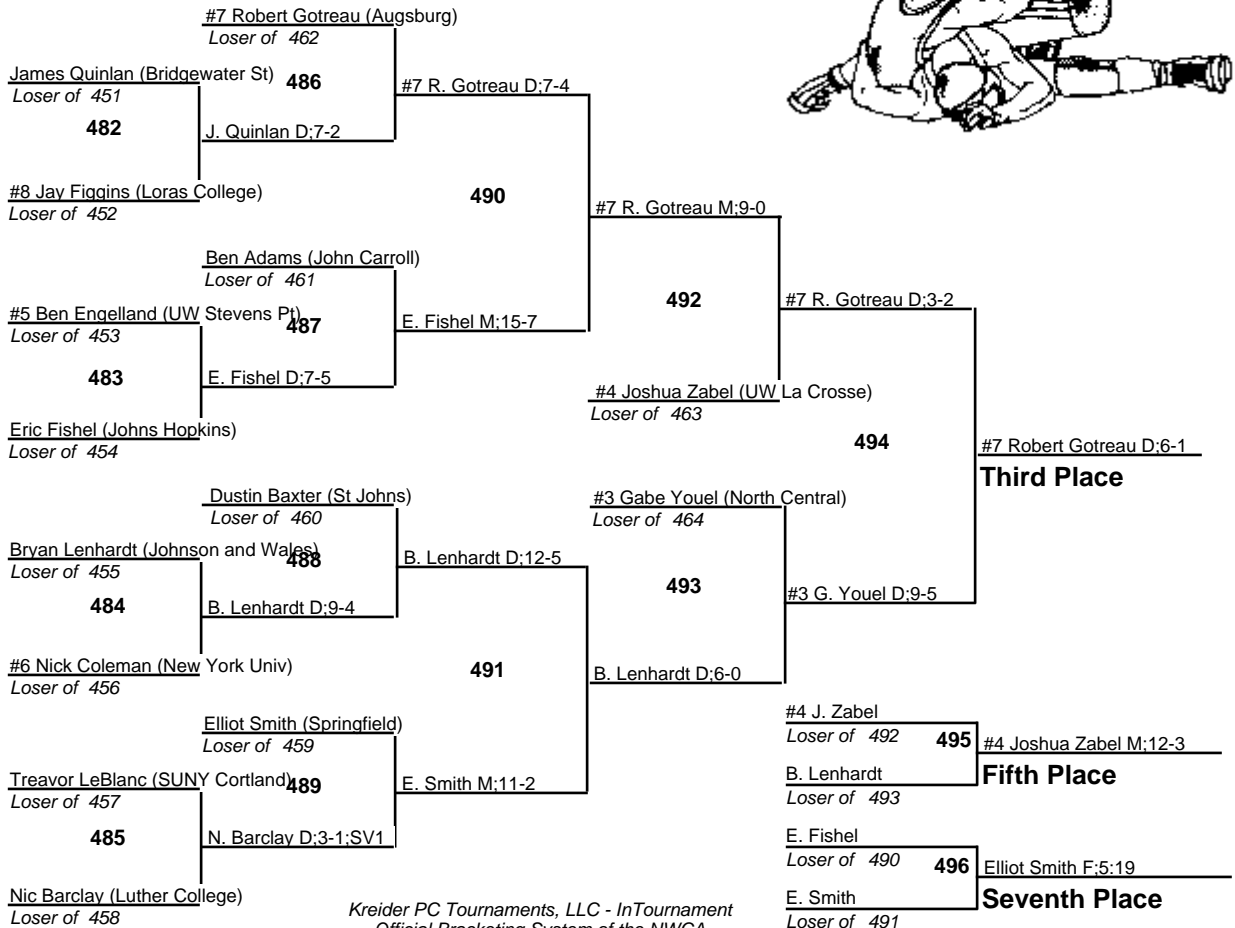 #7 Robert Gotreau (Augsburg)
Loser of 462
James Quinlan (Bridgewater St)
Loser of 451
486
#7 R. Gotreau D;7-4
482
J. Quinlan D;7-2
#8 Jay Figgins (Loras College)
Loser of 452
490
#7 R. Gotreau M;9-0
Ben Adams (John Carroll)
Loser of 461
#5 Ben Engelland (UW Stevens Pt)
Loser of 453
487
E. Fishel M;15-7
492
#7 R. Gotreau D;3-2
483
E. Fishel D;7-5
#4 Joshua Zabel (UW La Crosse)
Loser of 463
Eric Fishel (Johns Hopkins)
Loser of 454
494
#7 Robert Gotreau D;6-1
Third Place
Dustin Baxter (St Johns)
Loser of 460
#3 Gabe Youel (North Central)
Loser of 464
Bryan Lenhardt (Johnson and Wales)
Loser of 455
488
B. Lenhardt D;12-5
493
484
B. Lenhardt D;9-4
#3 G. Youel D;9-5
#6 Nick Coleman (New York Univ)
Loser of 456
491
B. Lenhardt D;6-0
Elliot Smith (Springfield)
Loser of 459
#4 J. Zabel
Loser of 492
495
#4 Joshua Zabel M;12-3
Fifth Place
B. Lenhardt
Loser of 493
Treavor LeBlanc (SUNY Cortland)
Loser of 457
489
E. Smith M;11-2
485
N. Barclay D;3-1;SV1
E. Fishel
Loser of 490
496
Elliot Smith F;5:19
Seventh Place
E. Smith
Loser of 491
Nic Barclay (Luther College)
Loser of 458
Kreider PC Tournaments, LLC - InTournament
Official Bracketing System of the NWCA